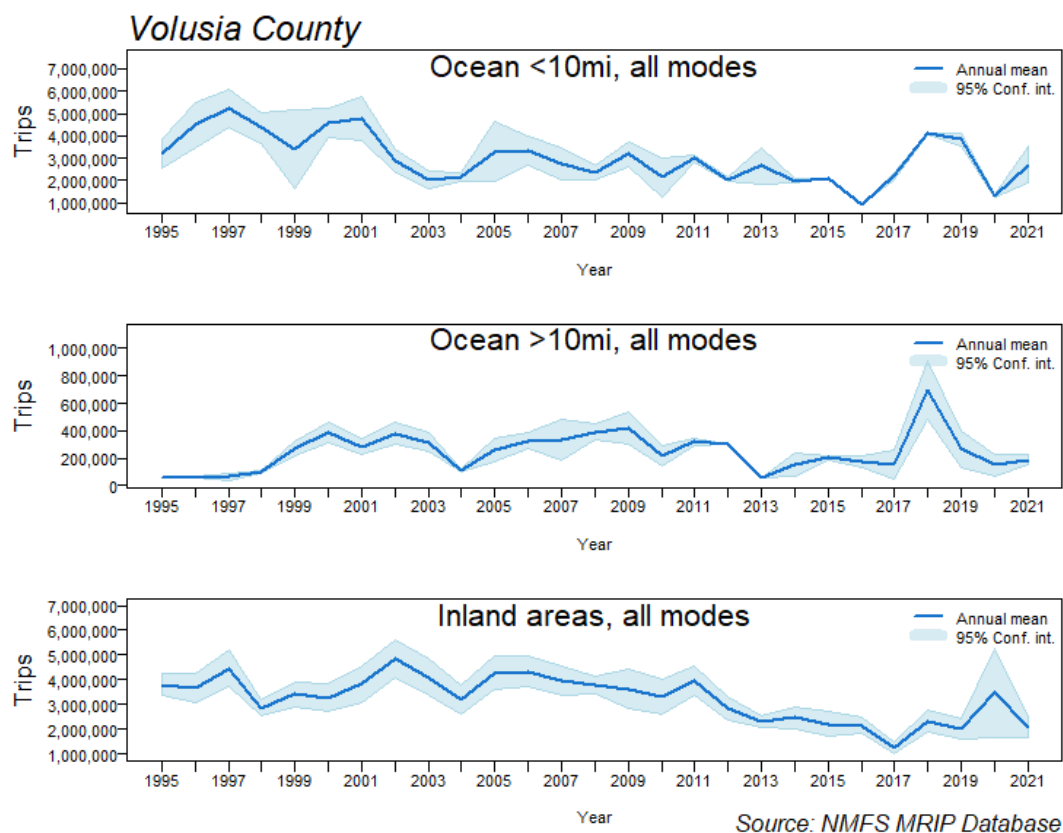 Volusia County
Ocean <10mi, all modes
Annual mean
95% Conf. int.
Trips
7,000,000
6,000,000
5,000,000
4,000,000
3,000,000
2,000,000
1,000,000
1995 1997 1999 2001 2003 2005 2007 2009 2011 2013 2015 2017 2019 2021
Year
Ocean >10mi, all modes
Annual mean
95% Conf. int.
Trips
1,000,000
800,000
600,000
400,000
200,000
0
1995 1997 1999 2001 2003 2005 2007 2009 2011 2013 2015 2017 2019 2021
Year
Inland areas, all modes
Annual mean
95% Conf. int.
Trips
7,000,000
6,000,000
5,000,000
4,000,000
3,000,000
2,000,000
1,000,000
1995 1997 1999 2001 2003 2005 2007 2009 2011 2013 2015 2017 2019 2021
Year
Source: NMFS MRIP Database